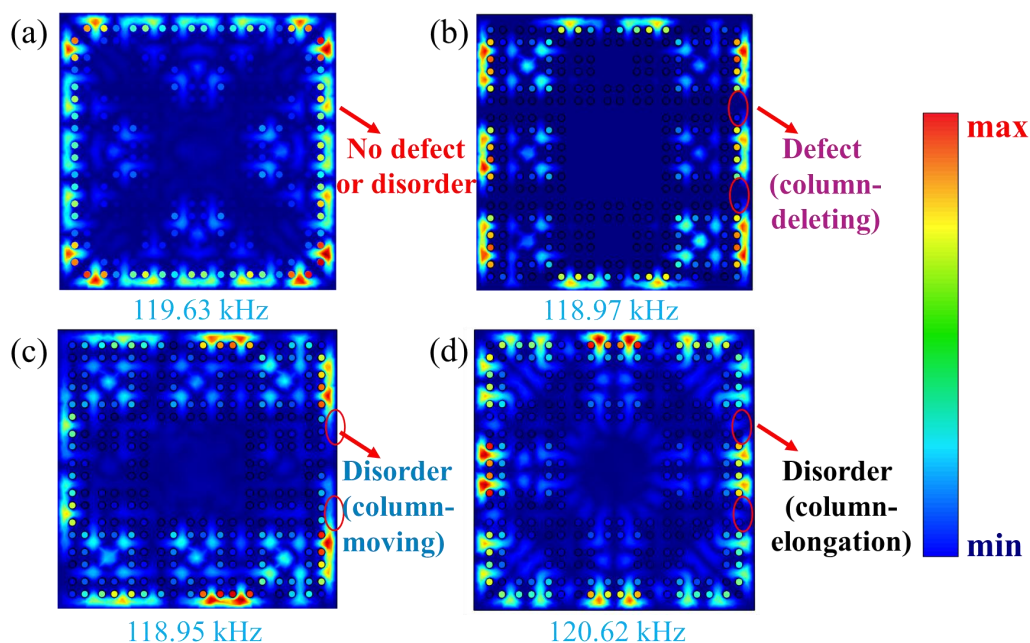 (a)
No defect
or disorder
119.63 kHz
(b)
Defect
(column-
deleting)
118.97 kHz
max
min
(c)
Disorder
(column-
moving)
118.95 kHz
(d)
Disorder
(column-
elongation)
120.62 kHz